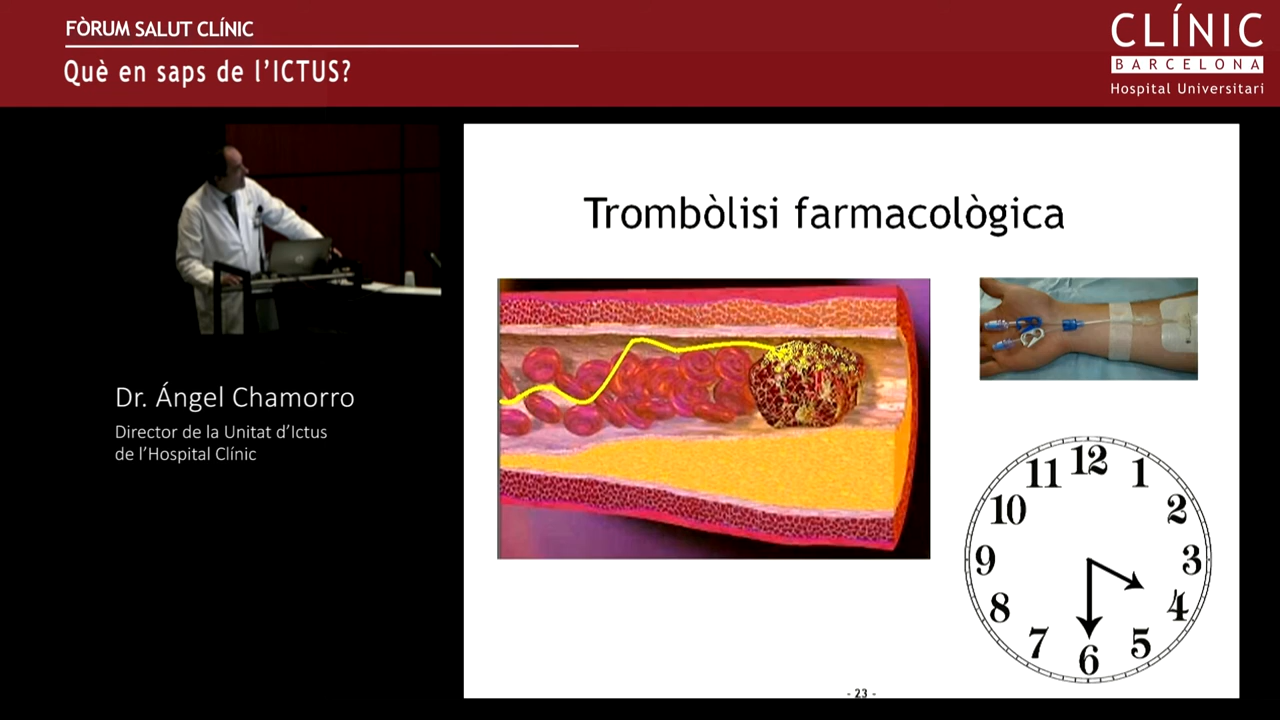 FÒRUM SALUT CLÍNIC
Què en saps de l'ICTUS?
CLÍNIC
BARCELONA
Hospital Universitari
Trombòlisi farmacològica
Dr. Ángel Chamorro
Director de la Unitat d'Ictus
de l'Hospital Clínic
12
11
1
10
2
9
3
8
4
7
5
6
- 23 -